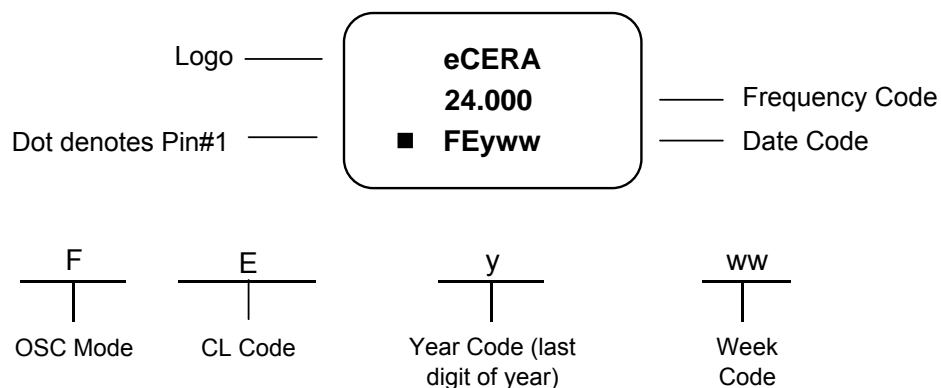 Logo
eCERA
24.000
Frequency Code
Dot denotes Pin#1
FEyww
Date Code
F
E
y
ww
OSC Mode
CL Code
Year Code (last
digit of year)
Week
Code